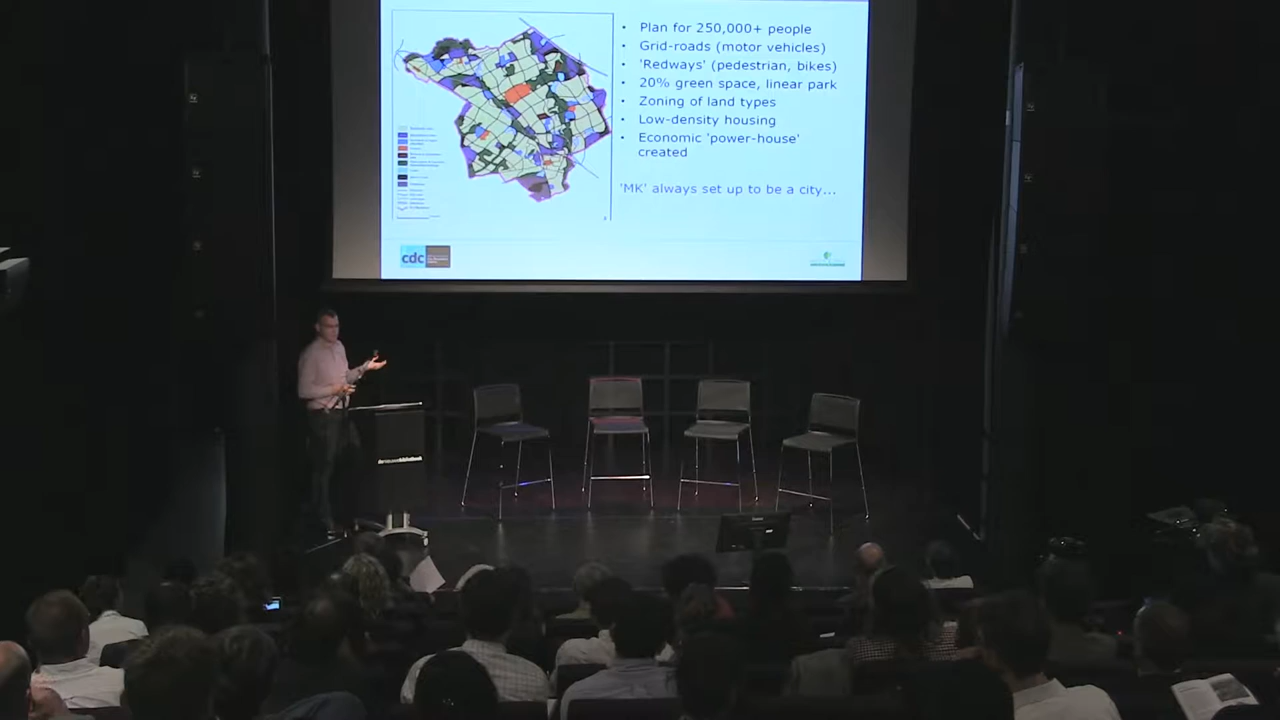 • Plan for 250,000+ people
• Grid-roads (motor vehicles)
• 'Redways' (pedestrian, bikes)
• 20% green space, linear park
• Zoning of land types
• Low-density housing
• Economic 'power-house'
created
'MK' always set up to be a city...
cdc